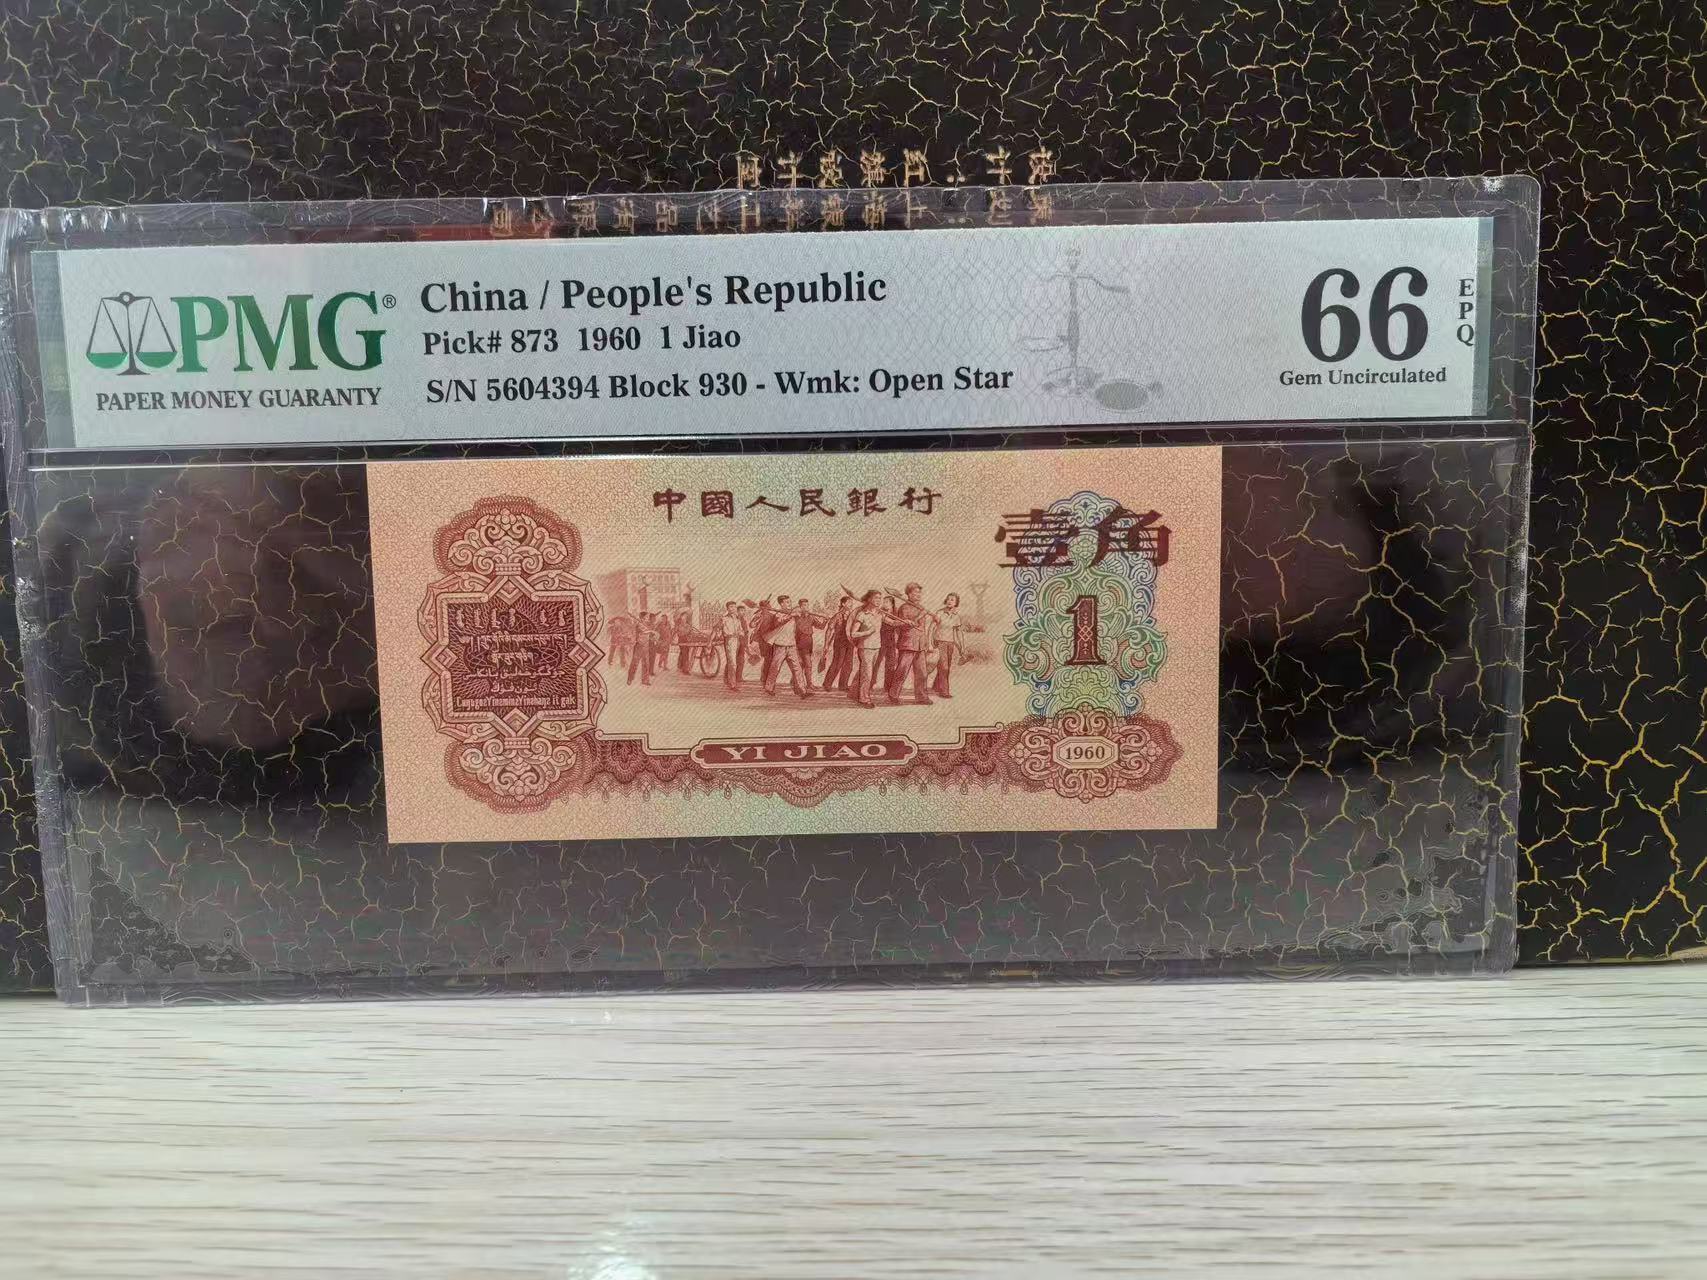 PMG®
PAPER MONEY GUARANTY
China / People's Republic
Pick# 873 1960 1 Jiao
S/N 5604394 Block 930 - Wmk: Open Star
66
EPQ
Gem Uncirculated
中國人民銀行
壹角
1
YI JIAO
1960